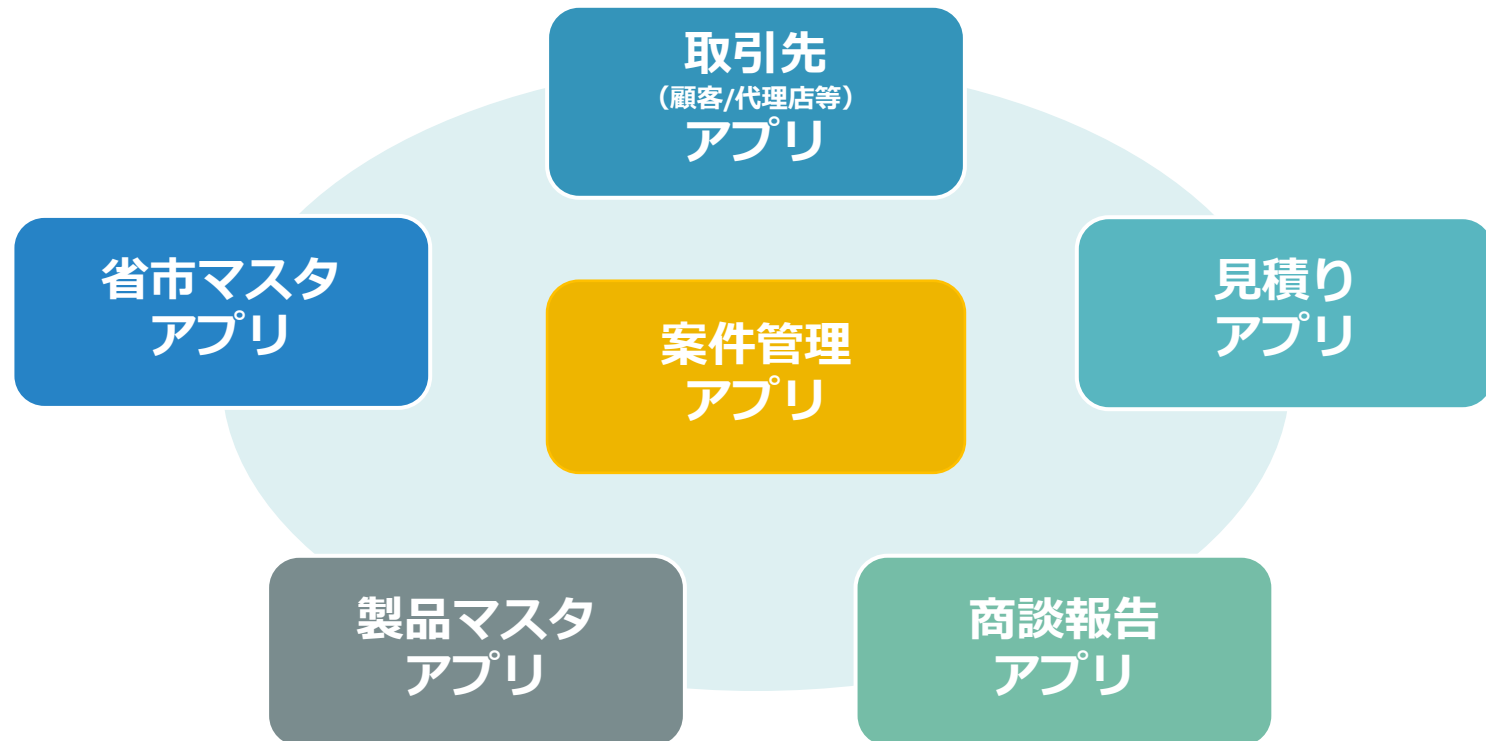 取引先
（顧客/代理店等）
アプリ
省市マスタ
アプリ
案件管理
アプリ
見積り
アプリ
製品マスタ
アプリ
商談報告
アプリ